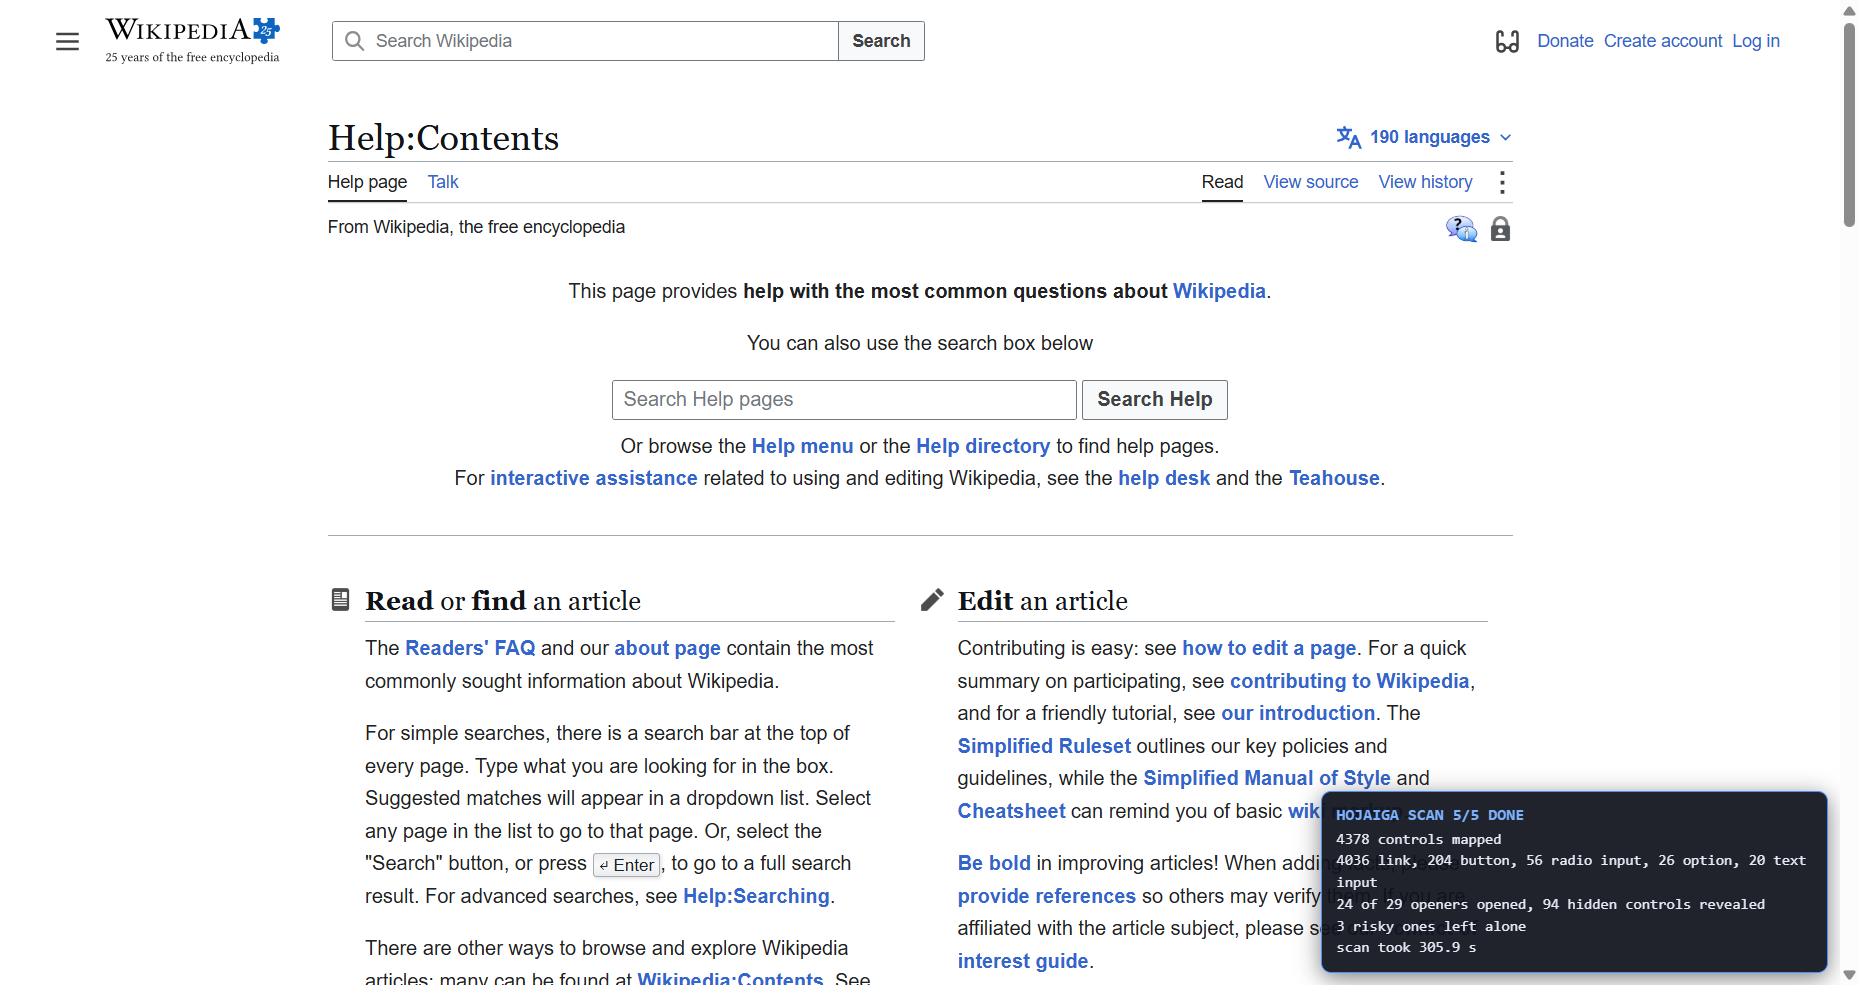 WIKIPEDIA 25
25 years of the free encyclopedia
Search Wikipedia
Search
Donate Create account Log in
Help:Contents
190 languages
Help page Talk
Read View source View history
From Wikipedia, the free encyclopedia
This page provides help with the most common questions about Wikipedia.
You can also use the search box below
Search Help pages
Search Help
Or browse the Help menu or the Help directory to find help pages.
For interactive assistance related to using and editing Wikipedia, see the help desk and the Teahouse.
Read or find an article
The Readers' FAQ and our about page contain the most
commonly sought information about Wikipedia.
For simple searches, there is a search bar at the top of
every page. Type what you are looking for in the box.
Suggested matches will appear in a dropdown list. Select
any page in the list to go to that page. Or, select the
"Search" button, or press ↵ Enter, to go to a full search
result. For advanced searches, see Help:Searching.
There are other ways to browse and explore Wikipedia
articles; many can be found at Wikipedia:Contents. See
Edit an article
Contributing is easy: see how to edit a page. For a quick
summary on participating, see contributing to Wikipedia,
and for a friendly tutorial, see our introduction. The
Simplified Ruleset outlines our key policies and
guidelines, while the Simplified Manual of Style and
Cheatsheet can remind you of basic wiki
Be bold in improving articles! When adding
provide references so others may verify
affiliated with the article subject, please
interest guide.
HOJAIGA SCAN 5/5 DONE
4378 controls mapped
4036 link, 204 button, 56 radio input, 26 option, 20 text
input
24 of 29 openers opened, 94 hidden controls revealed
3 risky ones left alone
scan took 305.9 s